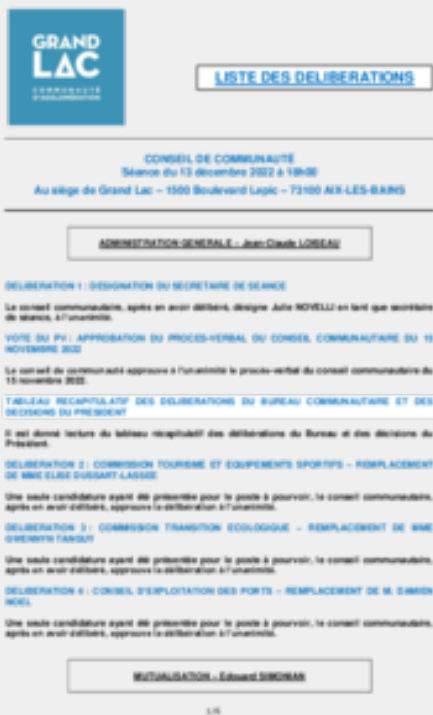 GRAND
LAC
COMMUNAUTÉ
D'AGGLOMÉRATION
LISTE DES DELIBERATIONS
CONSEIL DE COMMUNAUTÉ
Séance du 13 décembre 2022 à 18h00
Au siège de Grand Lac – 1500 Boulevard Lepic – 73100 AIX-LES-BAINS
ADMINISTRATION GENERALE – Jean-Claude LOISEAU
DELIBERATION 1 : DESIGNATION DU SECRETAIRE DE SEANCE
Le conseil communautaire, après en avoir délibéré, désigne Julie NOVELLI en tant que secrétaire
de séance, à l'unanimité.
VOTE DU PV : APPROBATION DU PROCES-VERBAL DU CONSEIL COMMUNAUTAIRE DU 15
NOVEMBRE 2022
Le conseil de communauté approuve à l'unanimité le procès-verbal du conseil communautaire du
15 novembre 2022.
TABLEAU RECAPITULATIF DES DELIBERATIONS DU BUREAU COMMUNAUTAIRE ET DES
DECISIONS DU PRESIDENT
Il est donné lecture du tableau récapitulatif des délibérations du Bureau et des décisions du
Président.
DELIBERATION 2 : COMMISSION TOURISME ET EQUIPEMENTS SPORTIFS – REMPLACEMENT
DE MME ELISE DUSSART-LASSEE
Une seule candidature ayant été présentée pour le poste à pourvoir, le conseil communautaire,
après en avoir délibéré, approuve la délibération à l'unanimité.
DELIBERATION 3 : COMMISSION TRANSITION ECOLOGIQUE – REMPLACEMENT DE MME
GWENNYN TANGUY
Une seule candidature ayant été présentée pour le poste à pourvoir, le conseil communautaire,
après en avoir délibéré, approuve la délibération à l'unanimité.
DELIBERATION 4 : CONSEIL D'EXPLOITATION DES PORTS – REMPLACEMENT DE M. DAMIEN
NOEL
Une seule candidature ayant été présentée pour le poste à pourvoir, le conseil communautaire,
après en avoir délibéré, approuve la délibération à l'unanimité.
MUTUALISATION – Edouard SIMONIAN
1/5